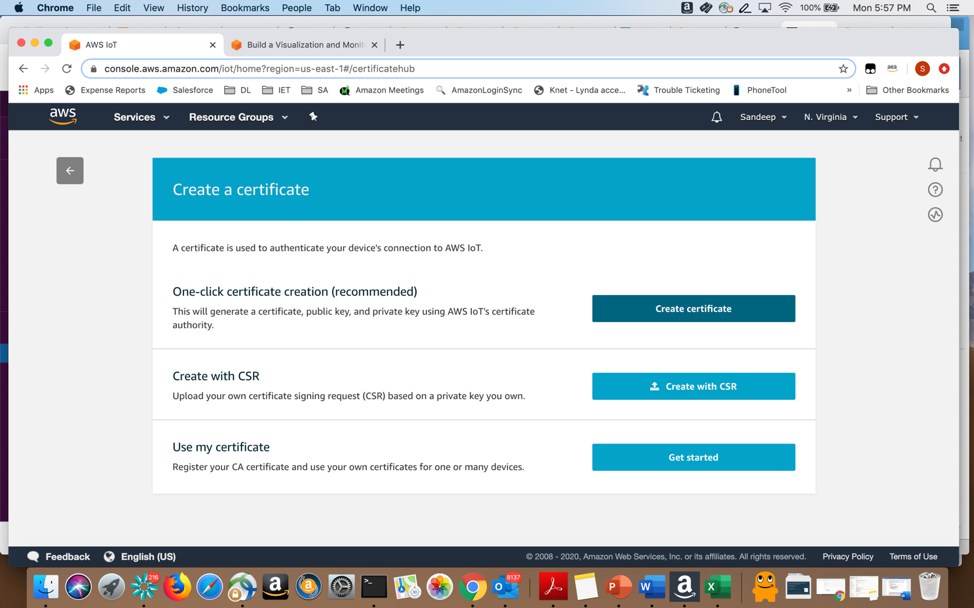 Chrome File Edit View History Bookmarks People Tab Window Help 100% Mon 5:57 PM
AWS IoT Build a Visualization and Monit
console.aws.amazon.com/iot/home?region=us-east-1#/certificatehub S
Apps Expense Reports Salesforce DL IET SA Amazon Meetings AmazonLoginSync Knet - Lynda acce... Trouble Ticketing PhoneTool » Other Bookmarks
aws Services Resource Groups Sandeep N. Virginia Support
Create a certificate
A certificate is used to authenticate your device's connection to AWS IoT.
One-click certificate creation (recommended)
This will generate a certificate, public key, and private key using AWS IoT's certificate
authority.
Create certificate
Create with CSR
Upload your own certificate signing request (CSR) based on a private key you own.
Create with CSR
Use my certificate
Register your CA certificate and use your own certificates for one or many devices.
Get started
Feedback English (US) © 2008 - 2020, Amazon Web Services, Inc. or its affiliates. All rights reserved. Privacy Policy Terms of Use
216 8137